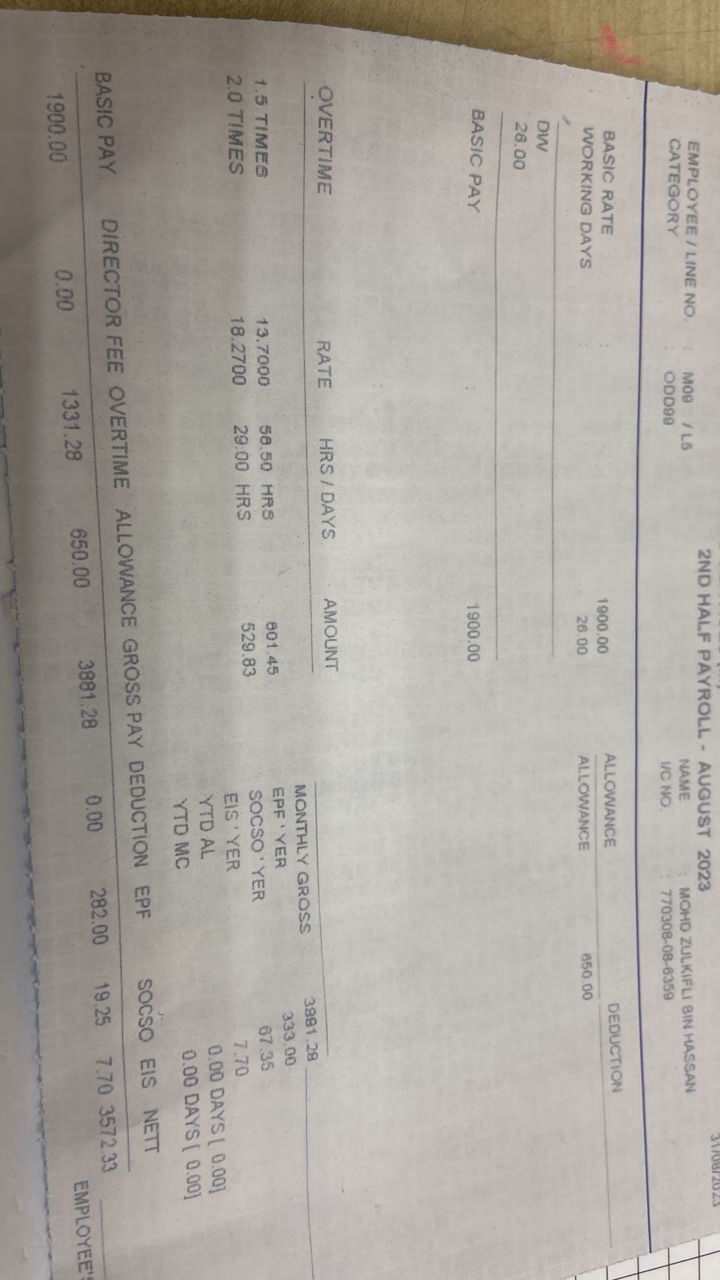 31/08/2023
2ND HALF PAYROLL - AUGUST 2023
EMPLOYEE / LINE NO. : M09 / L5 NAME : MOHD ZULKIFLI BIN HASSAN
CATEGORY : ODD99 I/C NO. : 770308-08-6359
BASIC RATE 1900.00 ALLOWANCE DEDUCTION
WORKING DAYS 26.00 ALLOWANCE 650.00
DW
26.00
BASIC PAY 1900.00
OVERTIME RATE HRS / DAYS AMOUNT MONTHLY GROSS 3881.28
EPF ' YER 333.00
1.5 TIMES 13.7000 58.50 HRS 801.45 SOCSO ' YER 67.35
2.0 TIMES 18.2700 29.00 HRS 529.83 EIS ' YER 7.70
YTD AL 0.00 DAYS [ 0.00]
YTD MC 0.00 DAYS [ 0.00]
BASIC PAY DIRECTOR FEE OVERTIME ALLOWANCE GROSS PAY DEDUCTION EPF SOCSO EIS NETT
1900.00 0.00 1331.28 650.00 3881.28 0.00 282.00 19.25 7.70 3572.33
EMPLOYEE'S